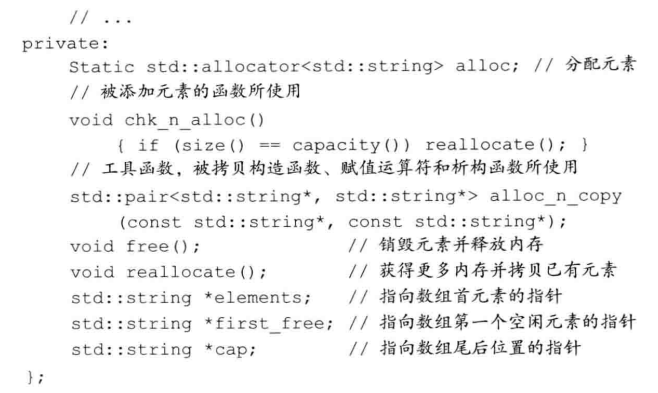 // ...
private:
Static std::allocator<std::string> alloc; // 分配元素
// 被添加元素的函数所使用
void chk_n_alloc()
{ if (size() == capacity()) reallocate(); }
// 工具函数，被拷贝构造函数、赋值运算符和析构函数所使用
std::pair<std::string*, std::string*> alloc_n_copy
(const std::string*, const std::string*);
void free(); // 销毁元素并释放内存
void reallocate(); // 获得更多内存并拷贝已有元素
std::string *elements; // 指向数组首元素的指针
std::string *first_free; // 指向数组第一个空闲元素的指针
std::string *cap; // 指向数组尾后位置的指针
};